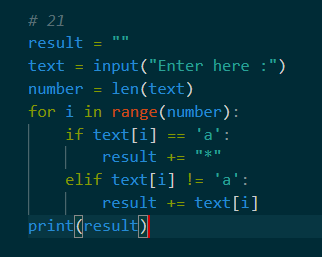 # 21
result = ""
text = input("Enter here :")
number = len(text)
for i in range(number):
    if text[i] == 'a':
        result += "*"
    elif text[i] != 'a':
        result += text[i]
print(result)